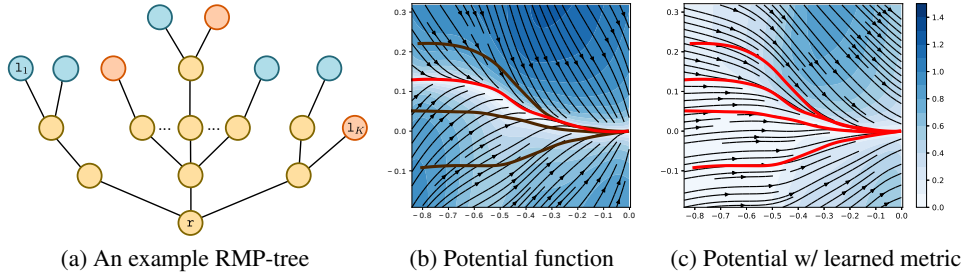 1₁
... ...
1_K
r
0.3
0.2
0.1
0.0
−0.1
−0.8 −0.7 −0.6 −0.5 −0.4 −0.3 −0.2 −0.1 0.0
0.3
0.2
0.1
0.0
−0.1
−0.8 −0.7 −0.6 −0.5 −0.4 −0.3 −0.2 −0.1 0.0
1.4
1.2
1.0
0.8
0.6
0.4
0.2
0.0
(a) An example RMP-tree
(b) Potential function
(c) Potential w/ learned metric